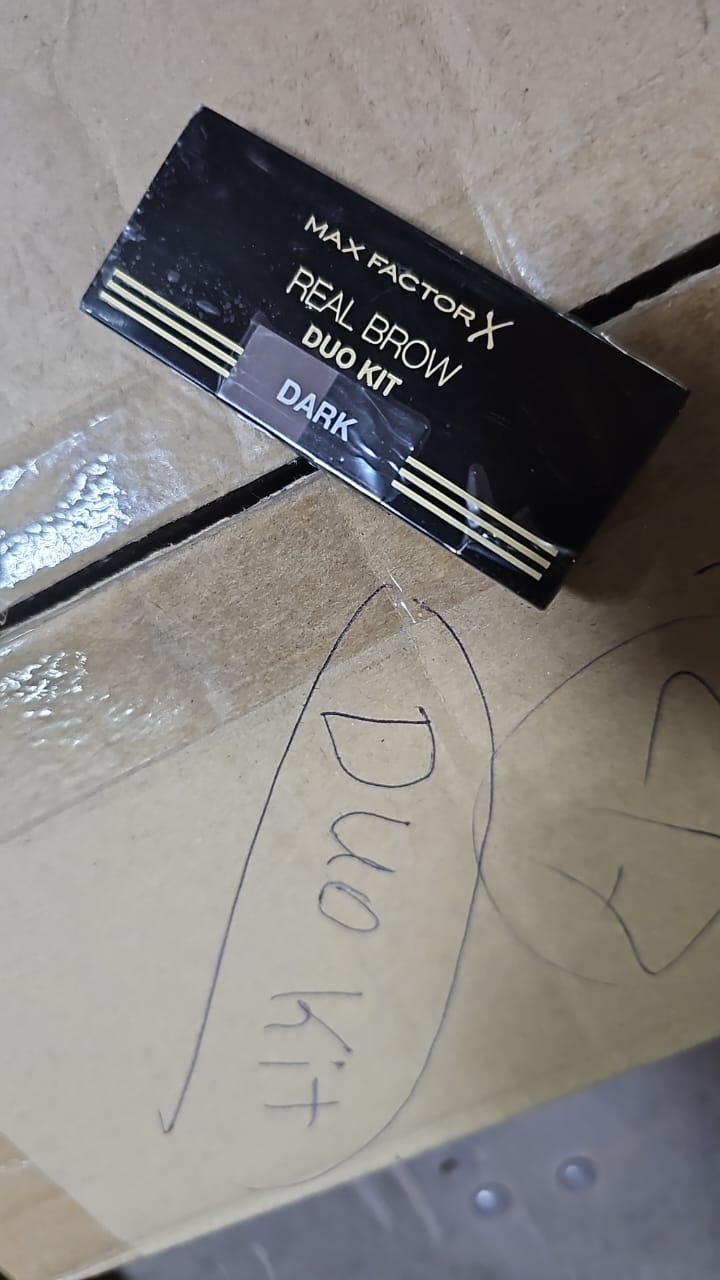 MAX FACTOR X
REAL BROW
DUO KIT
DARK
Duo
Kit